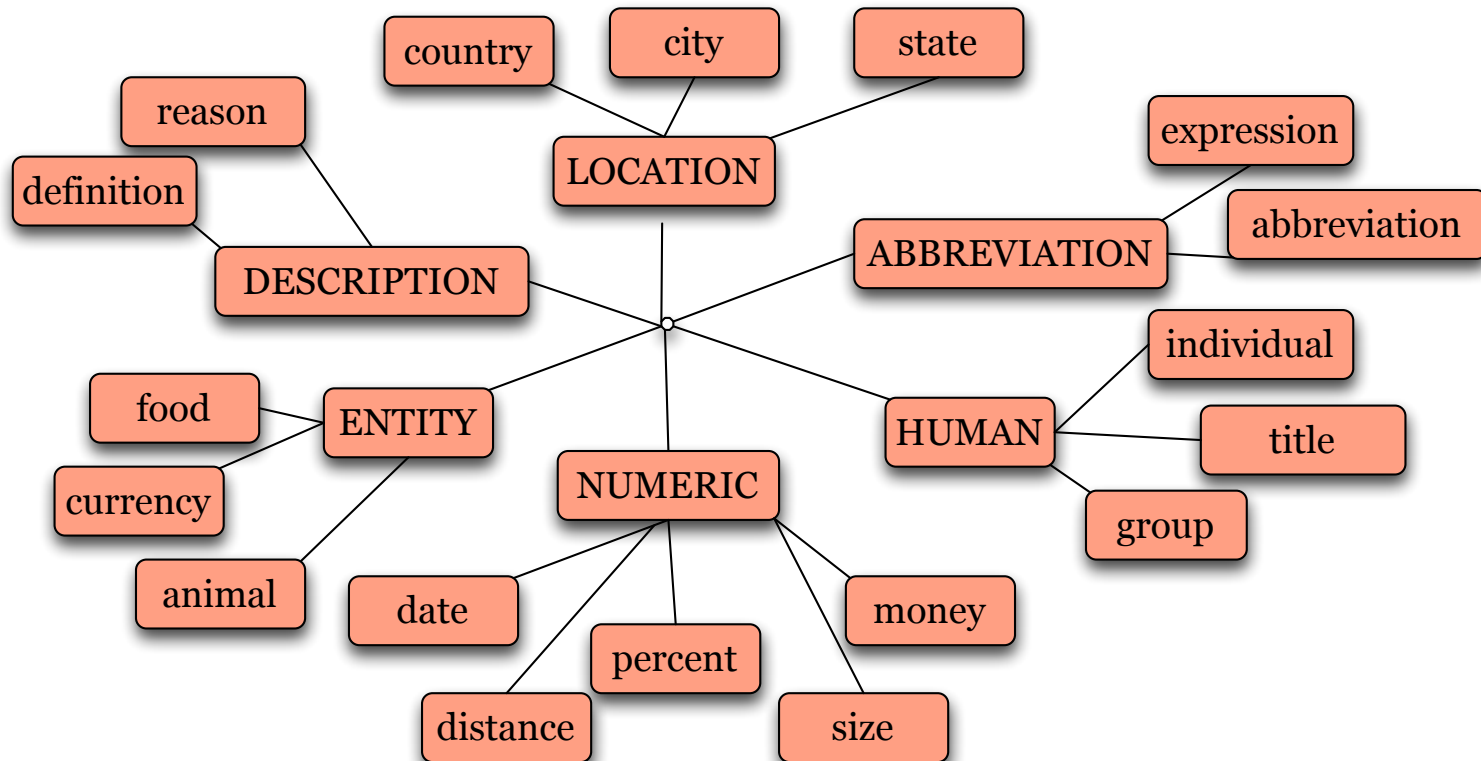 country
city
state
reason
expression
LOCATION
definition
abbreviation
ABBREVIATION
DESCRIPTION
individual
food
ENTITY
HUMAN
title
currency
NUMERIC
group
animal
date
money
percent
distance
size